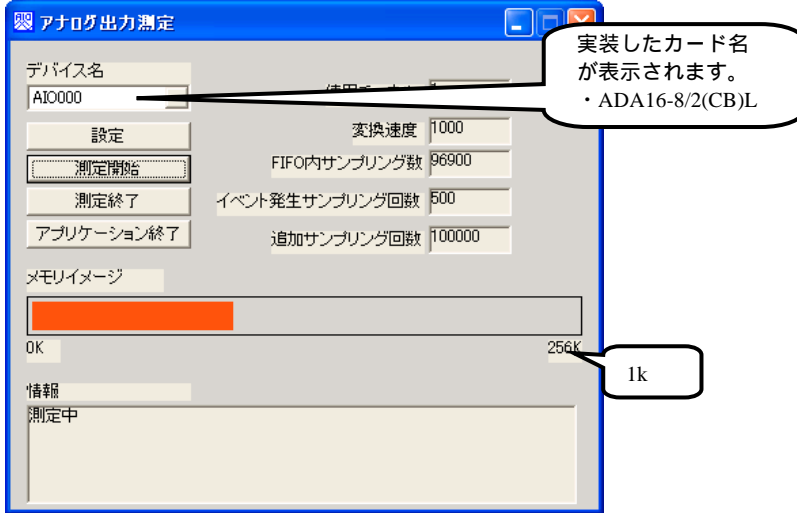 アナログ出力測定
実装したカード名
が表示されます。
・ADA16-8/2(CB)L
デバイス名
AIO000
設定
変換速度 1000
測定開始
FIFO内サンプリング数 96900
測定終了
イベント発生サンプリング回数 500
アプリケーション終了
追加サンプリング回数 100000
メモリイメージ
0K
256K
1k
情報
測定中